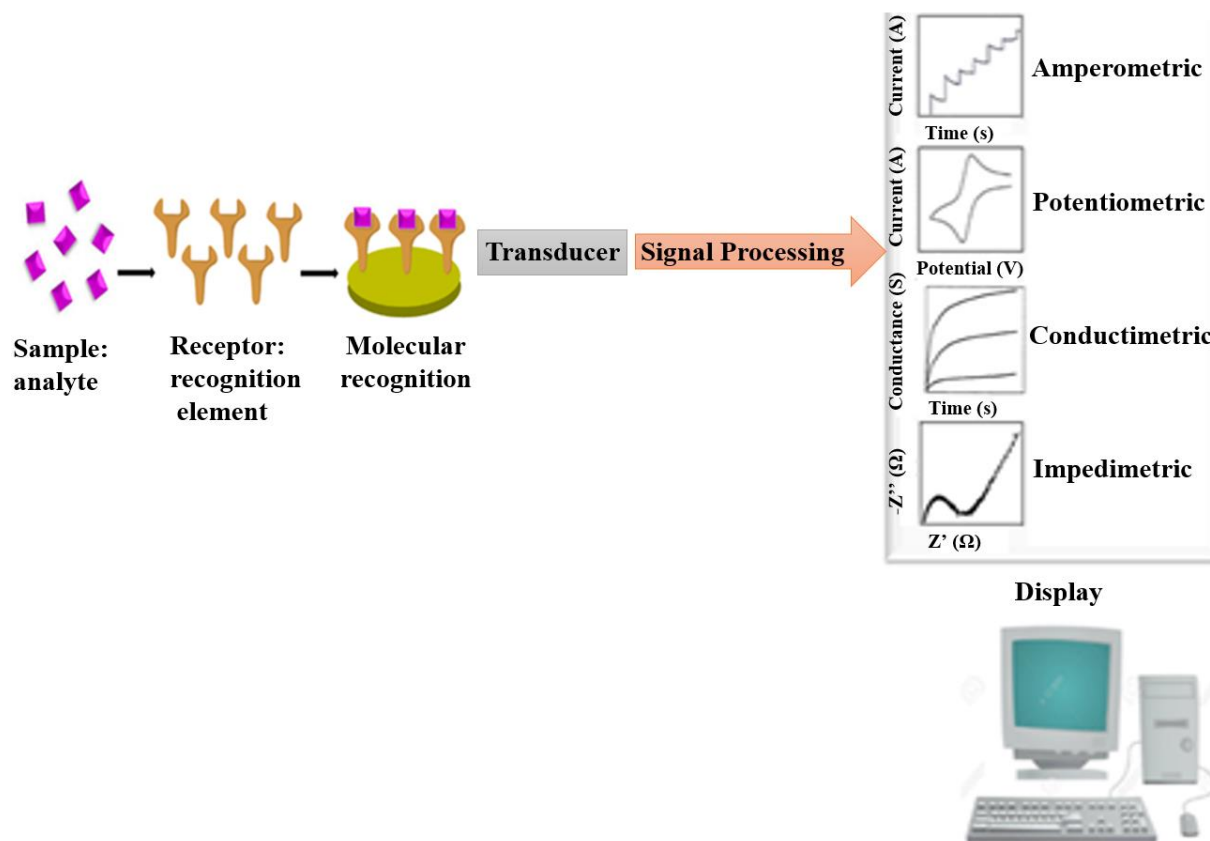 Sample:
analyte
Receptor:
recognition
element
Molecular
recognition
Transducer
Signal Processing
Current (A)
Time (s)
Amperometric
Current (A)
Potential (V)
Potentiometric
Conductance (S)
Time (s)
Conductimetric
-Z’’ (Ω)
Z’ (Ω)
Impedimetric
Display